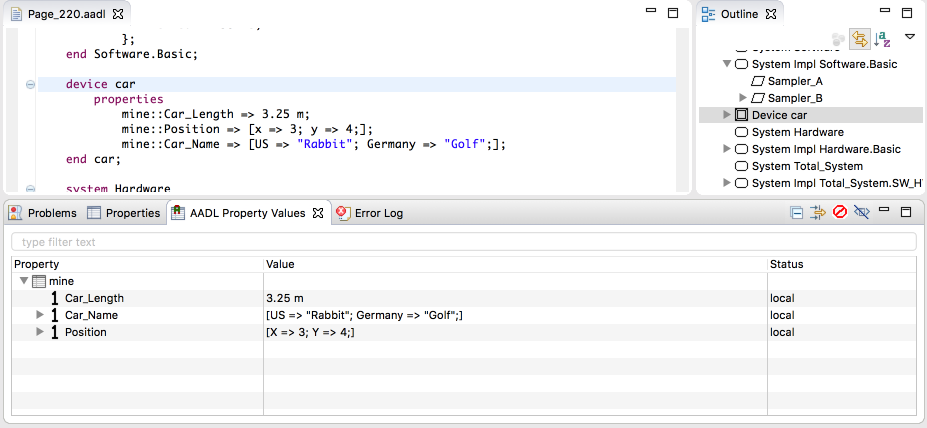 Page_220.aadl
};
end Software.Basic;
device car
properties
mine::Car_Length => 3.25 m;
mine::Position => [x => 3; y => 4;];
mine::Car_Name => [US => "Rabbit"; Germany => "Golf";];
end car;
system Hardware
Outline
System Software
System Impl Software.Basic
Sampler_A
Sampler_B
Device car
System Hardware
System Impl Hardware.Basic
System Total_System
System Impl Total_System.SW_H
Problems Properties AADL Property Values Error Log
type filter text
Property Value Status
mine
1 Car_Length 3.25 m local
1 Car_Name [US => "Rabbit"; Germany => "Golf";] local
1 Position [X => 3; Y => 4;] local